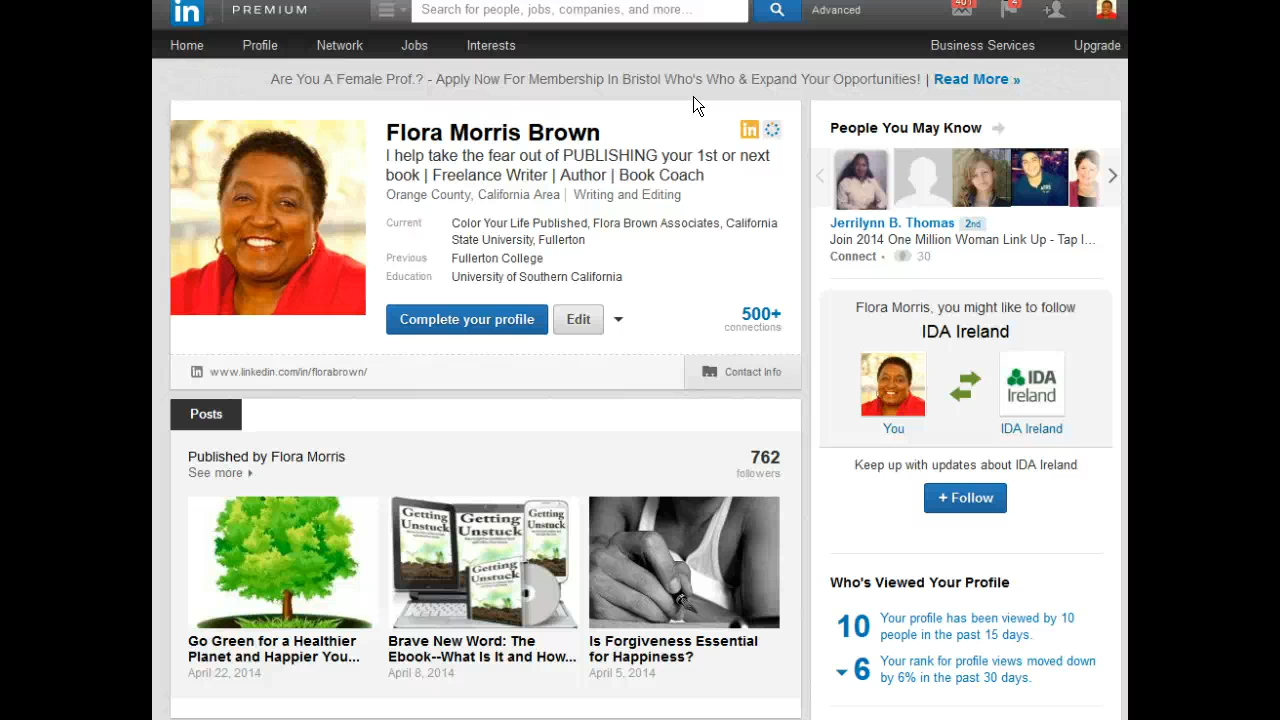 in PREMIUM Search for people, jobs, companies, and more... Advanced 401 4
Home Profile Network Jobs Interests Business Services Upgrade
Are You A Female Prof.? - Apply Now For Membership In Bristol Who's Who & Expand Your Opportunities! | Read More »
Flora Morris Brown
I help take the fear out of PUBLISHING your 1st or next
book | Freelance Writer | Author | Book Coach
Orange County, California Area | Writing and Editing
Current Color Your Life Published, Flora Brown Associates, California
State University, Fullerton
Previous Fullerton College
Education University of Southern California
Complete your profile Edit 500+
connections
in www.linkedin.com/in/florabrown/ Contact Info
Posts
Published by Flora Morris 762
See more followers
Getting
Unstuck
Getting
Unstuck
Getting
Unstuck
Getting
Unstuck
Go Green for a Healthier
Planet and Happier You...
April 22, 2014
Brave New Word: The
Ebook--What Is It and How...
April 8, 2014
Is Forgiveness Essential
for Happiness?
April 5, 2014
People You May Know
Jerrilynn B. Thomas 2nd
Join 2014 One Million Woman Link Up - Tap I...
Connect • 30
Flora Morris, you might like to follow
IDA Ireland
IDA
Ireland
You IDA Ireland
Keep up with updates about IDA Ireland
+ Follow
Who's Viewed Your Profile
10 Your profile has been viewed by 10
people in the past 15 days.
6 Your rank for profile views moved down
by 6% in the past 30 days.